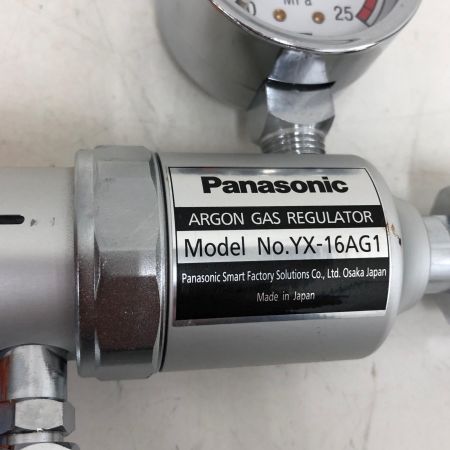 0 MPa 25
Panasonic
ARGON GAS REGULATOR
Model No.YX-16AG1
Panasonic Smart Factory Solutions Co., Ltd. Osaka Japan
Made in Japan